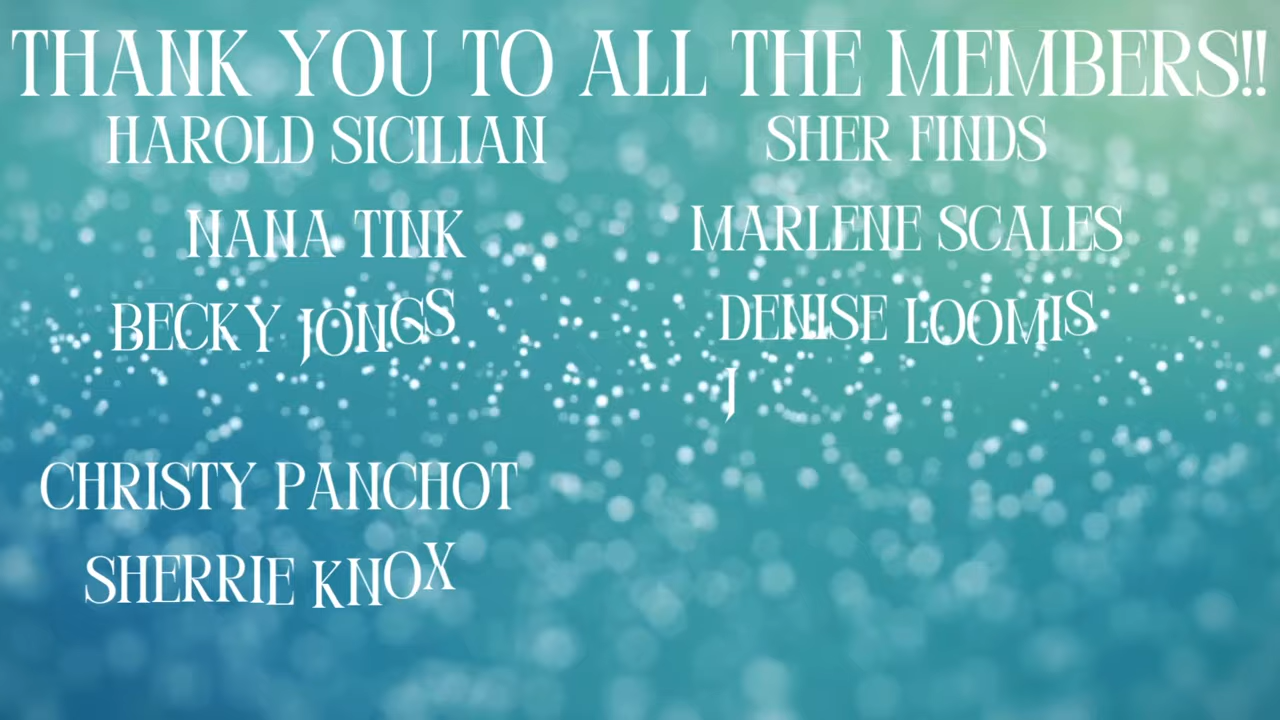 THANK YOU TO ALL THE MEMBERS!!
HAROLD SICILIAN
SHER FINDS
NANA TINK
MARLENE SCALES
BECKY JONGS
DENISE LOOMIS
J
CHRISTY PANCHOT
SHERRIE KNOX